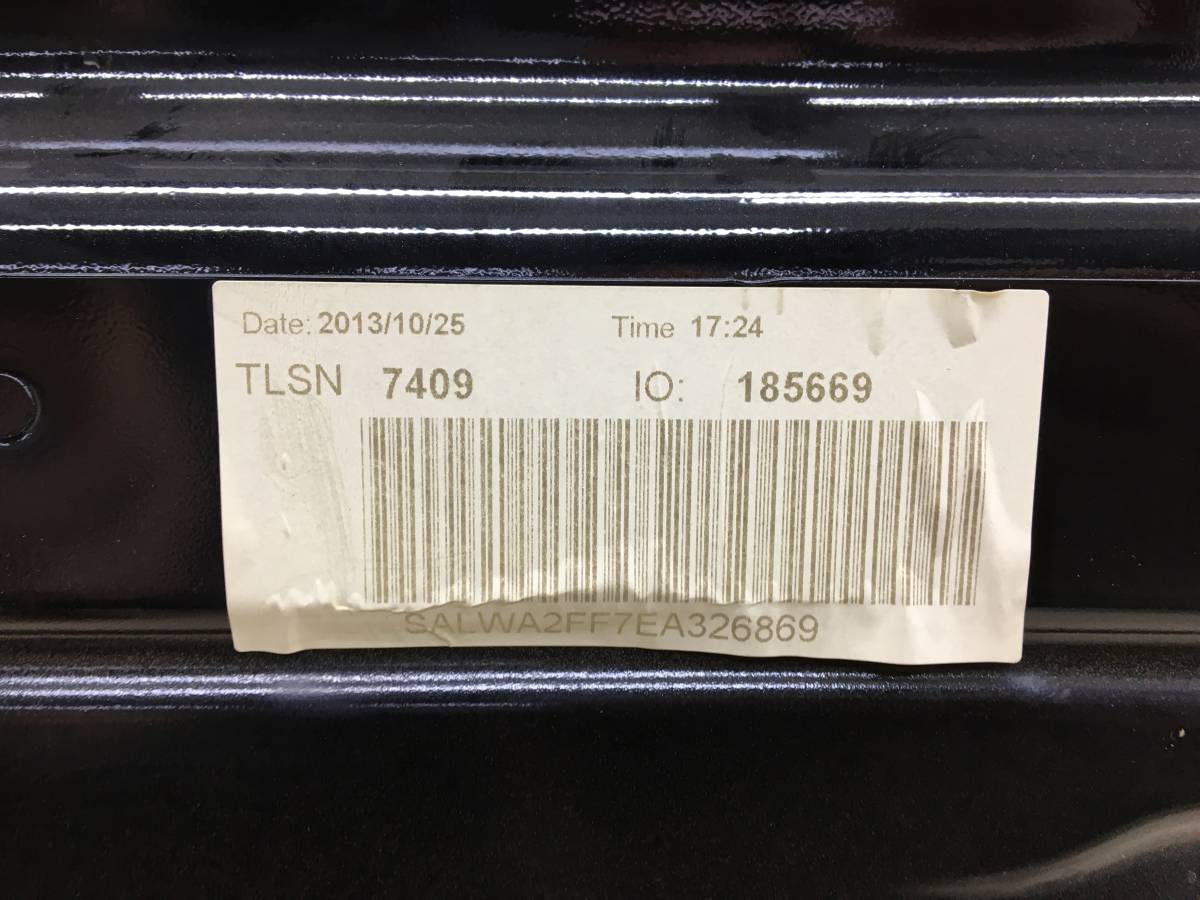 Date: 2013/10/25 Time 17:24
TLSN 7409 IO: 185669
SALWA2FF7EA326869